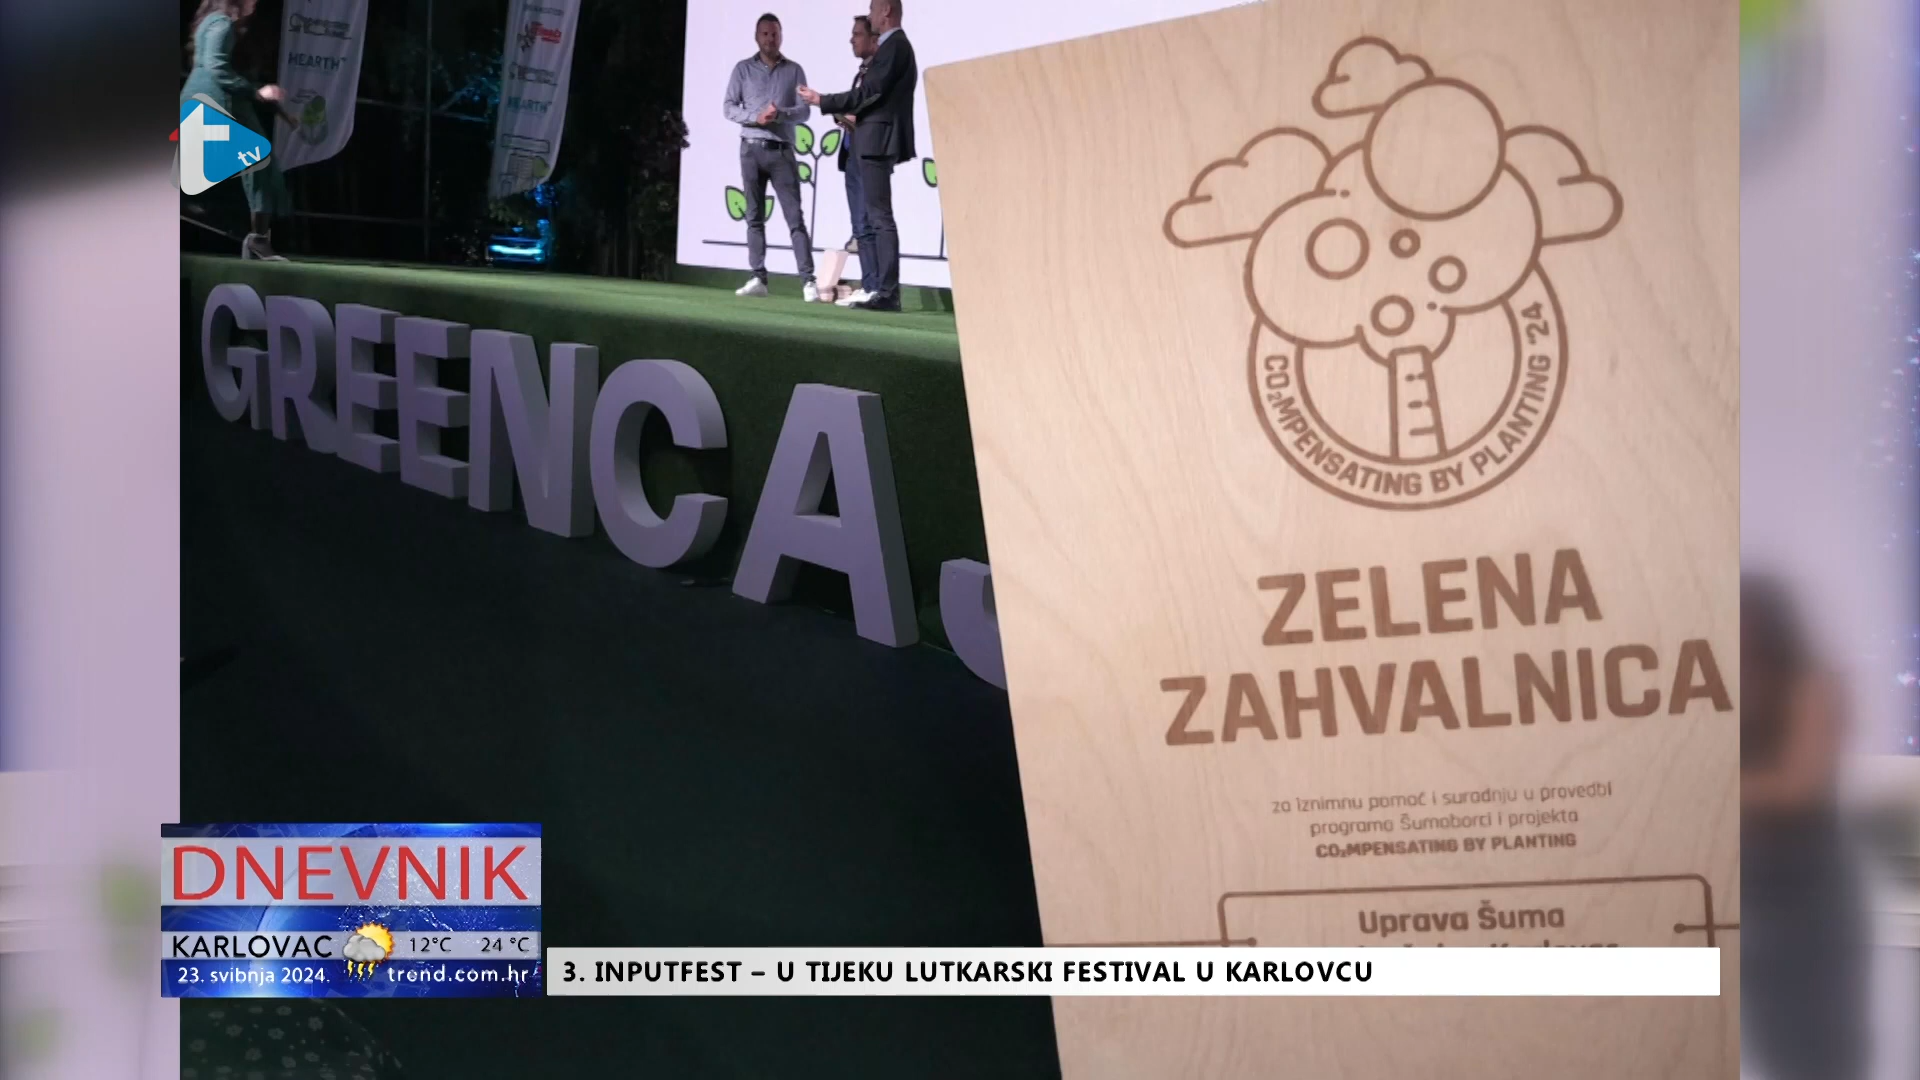 HEARTH
HEARTH
t tv
GREENCA
CO₂MPENSATING BY PLANTING '24
ZELENA
ZAHVALNICA
za iznimnu pomoć i suradnju u provedbi
programa Šumoborci i projekta
CO₂MPENSATING BY PLANTING
Uprava Šuma
DNEVNIK
KARLOVAC 12°C 24°C
23. svibnja 2024. trend.com.hr
3. INPUTFEST – U TIJEKU LUTKARSKI FESTIVAL U KARLOVCU